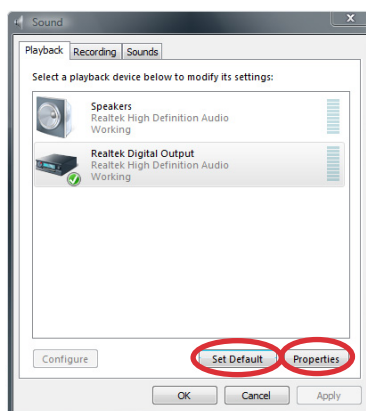 Sound
Playback Recording Sounds
Select a playback device below to modify its settings:
Speakers
Realtek High Definition Audio
Working
Realtek Digital Output
Realtek High Definition Audio
Working
Configure Set Default Properties
OK Cancel Apply